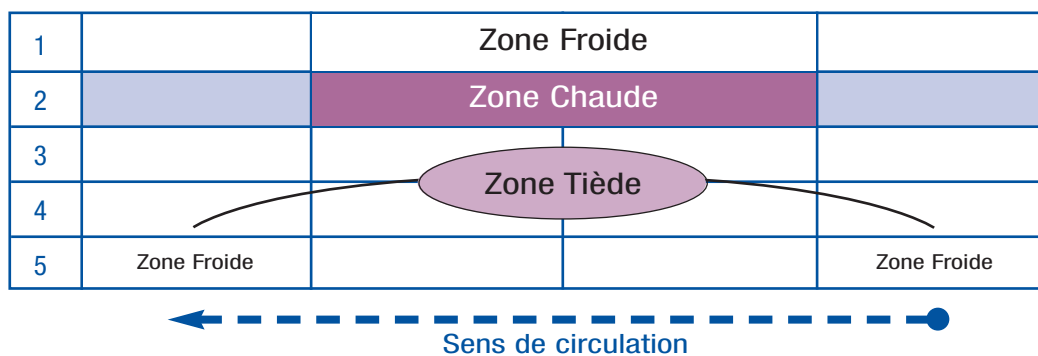 1
Zone Froide
2
Zone Chaude
3
Zone Tiède
4
5
Zone Froide
Zone Froide
Sens de circulation